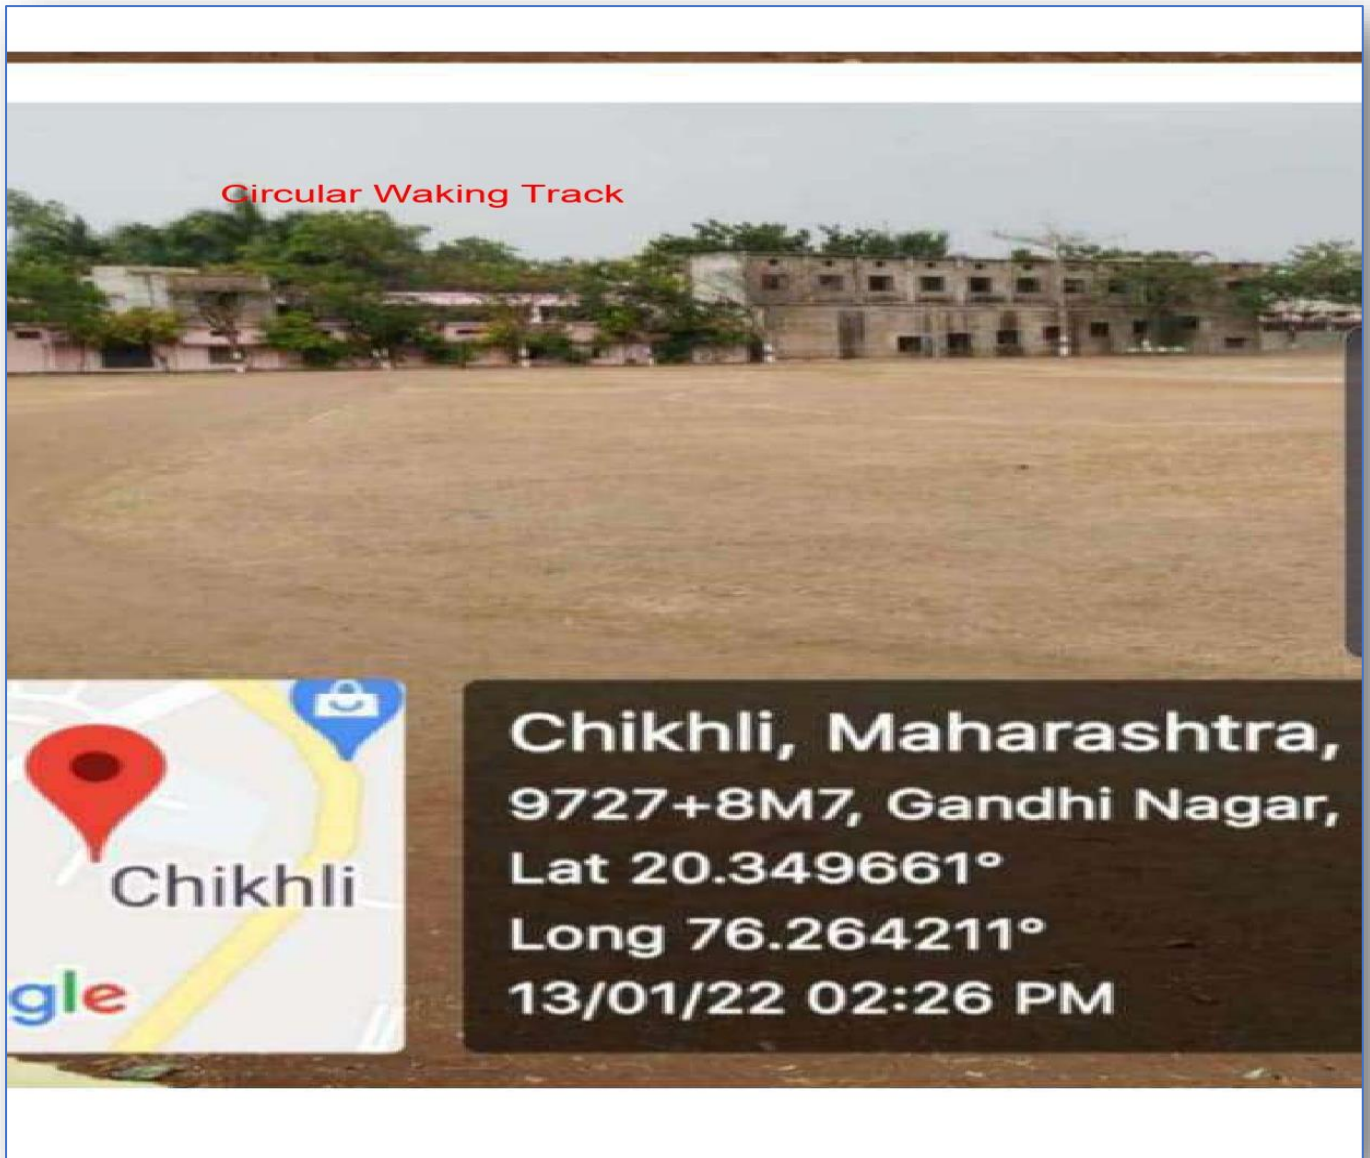 Circular Waking Track
Chikhli
gle
Chikhli, Maharashtra,
9727+8M7, Gandhi Nagar,
Lat 20.349661°
Long 76.264211°
13/01/22 02:26 PM